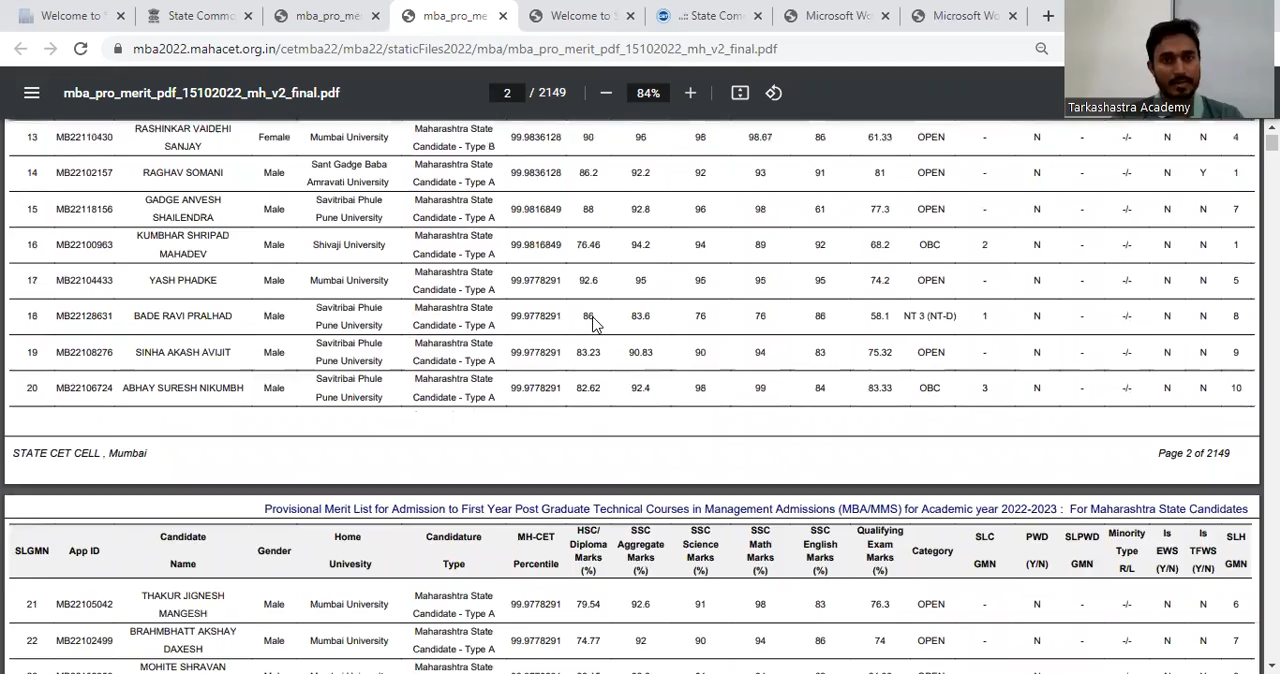 Welcome to
State Commo
mba_pro_me
mba_pro_me
Welcome to S
..:: State Com
Microsoft Wo
Microsoft Wo
mba2022.mahacet.org.in/cetmba22/mba22/staticFiles2022/mba/mba_pro_merit_pdf_15102022_mh_v2_final.pdf
Tarkashastra Academy
mba_pro_merit_pdf_15102022_mh_v2_final.pdf 2 / 2149 84%
13 MB22110430 RASHINKAR VAIDEHI SANJAY Female Mumbai University Maharashtra State Candidate - Type B 99.9836128 90 96 98 98.67 86 61.33 OPEN - N - -/- N N 4
14 MB22102157 RAGHAV SOMANI Male Sant Gadge Baba Amravati University Maharashtra State Candidate - Type A 99.9836128 86.2 92.2 92 93 91 81 OPEN - N - -/- N Y 1
15 MB22118156 GADGE ANVESH SHAILENDRA Male Savitribai Phule Pune University Maharashtra State Candidate - Type A 99.9816849 88 92.8 96 98 61 77.3 OPEN - N - -/- N N 7
16 MB22100963 KUMBHAR SHRIPAD MAHADEV Male Shivaji University Maharashtra State Candidate - Type A 99.9816849 76.46 94.2 94 89 92 68.2 OBC 2 N - -/- N N 1
17 MB22104433 YASH PHADKE Male Mumbai University Maharashtra State Candidate - Type A 99.9778291 92.6 95 95 95 95 74.2 OPEN - N - -/- N N 5
18 MB22128631 BADE RAVI PRALHAD Male Savitribai Phule Pune University Maharashtra State Candidate - Type A 99.9778291 83.6 76 76 86 58.1 NT 3 (NT-D) 1 N - -/- N N 8
19 MB22108276 SINHA AKASH AVIJIT Male Savitribai Phule Pune University Maharashtra State Candidate - Type A 99.9778291 83.23 90.83 90 94 83 75.32 OPEN - N - -/- N N 9
20 MB22106724 ABHAY SURESH NIKUMBH Male Savitribai Phule Pune University Maharashtra State Candidate - Type A 99.9778291 82.62 92.4 98 99 84 83.33 OBC 3 N - -/- N N 10
STATE CET CELL , Mumbai Page 2 of 2149
Provisional Merit List for Admission to First Year Post Graduate Technical Courses in Management Admissions (MBA/MMS) for Academic year 2022-2023 : For Maharashtra State Candidates
SLGMN App ID Candidate Name Gender Home Univesity Candidature Type MH-CET Percentile HSC/ Diploma Marks (%) SSC Aggregate Marks (%) SSC Science Marks (%) SSC Math Marks (%) SSC English Marks (%) Qualifying Exam Marks (%) Category SLC GMN PWD (Y/N) SLPWD GMN Minority Type R/L Is EWS (Y/N) Is TFWS (Y/N) SLH GMN
21 MB22105042 THAKUR JIGNESH MANGESH Male Mumbai University Maharashtra State Candidate - Type A 99.9778291 79.54 92.6 91 98 83 76.3 OPEN - N - -/- N N 6
22 MB22102499 BRAHMBHATT AKSHAY DAXESH Male Mumbai University Maharashtra State Candidate - Type A 99.9778291 74.77 92 90 94 86 74 OPEN - N - -/- N N 7
MOHITE SHRAVAN Maharashtra State